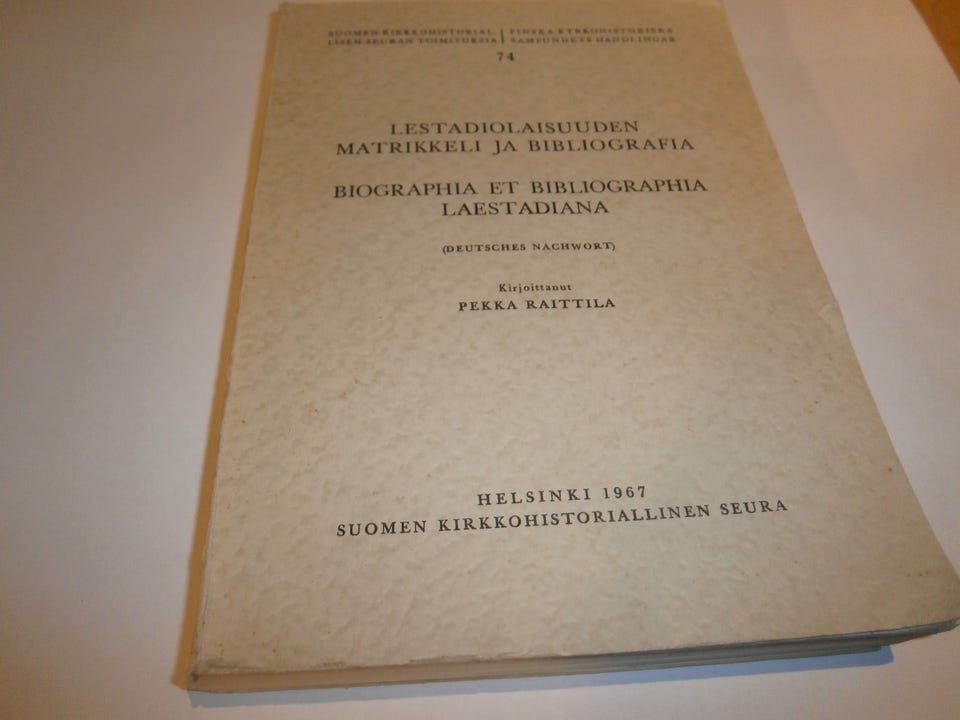 SUOMEN KIRKKOHISTORIAL | FINSKA KYRKOHISTORISKA
LISEN SEURAN TOIMITUKSIA | SAMFUNDETS HANDLINGAR
74
LESTADIOLAISUUDEN
MATRIKKELI JA BIBLIOGRAFIA
BIOGRAPHIA ET BIBLIOGRAPHIA
LAESTADIANA
(DEUTSCHES NACHWORT)
Kirjoittanut
PEKKA RAITTILA
HELSINKI 1967
SUOMEN KIRKKOHISTORIALLINEN SEURA